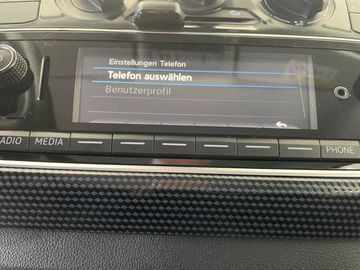 Einstellungen Telefon
Telefon auswählen
Benutzerprofil
RADIO MEDIA PHONE